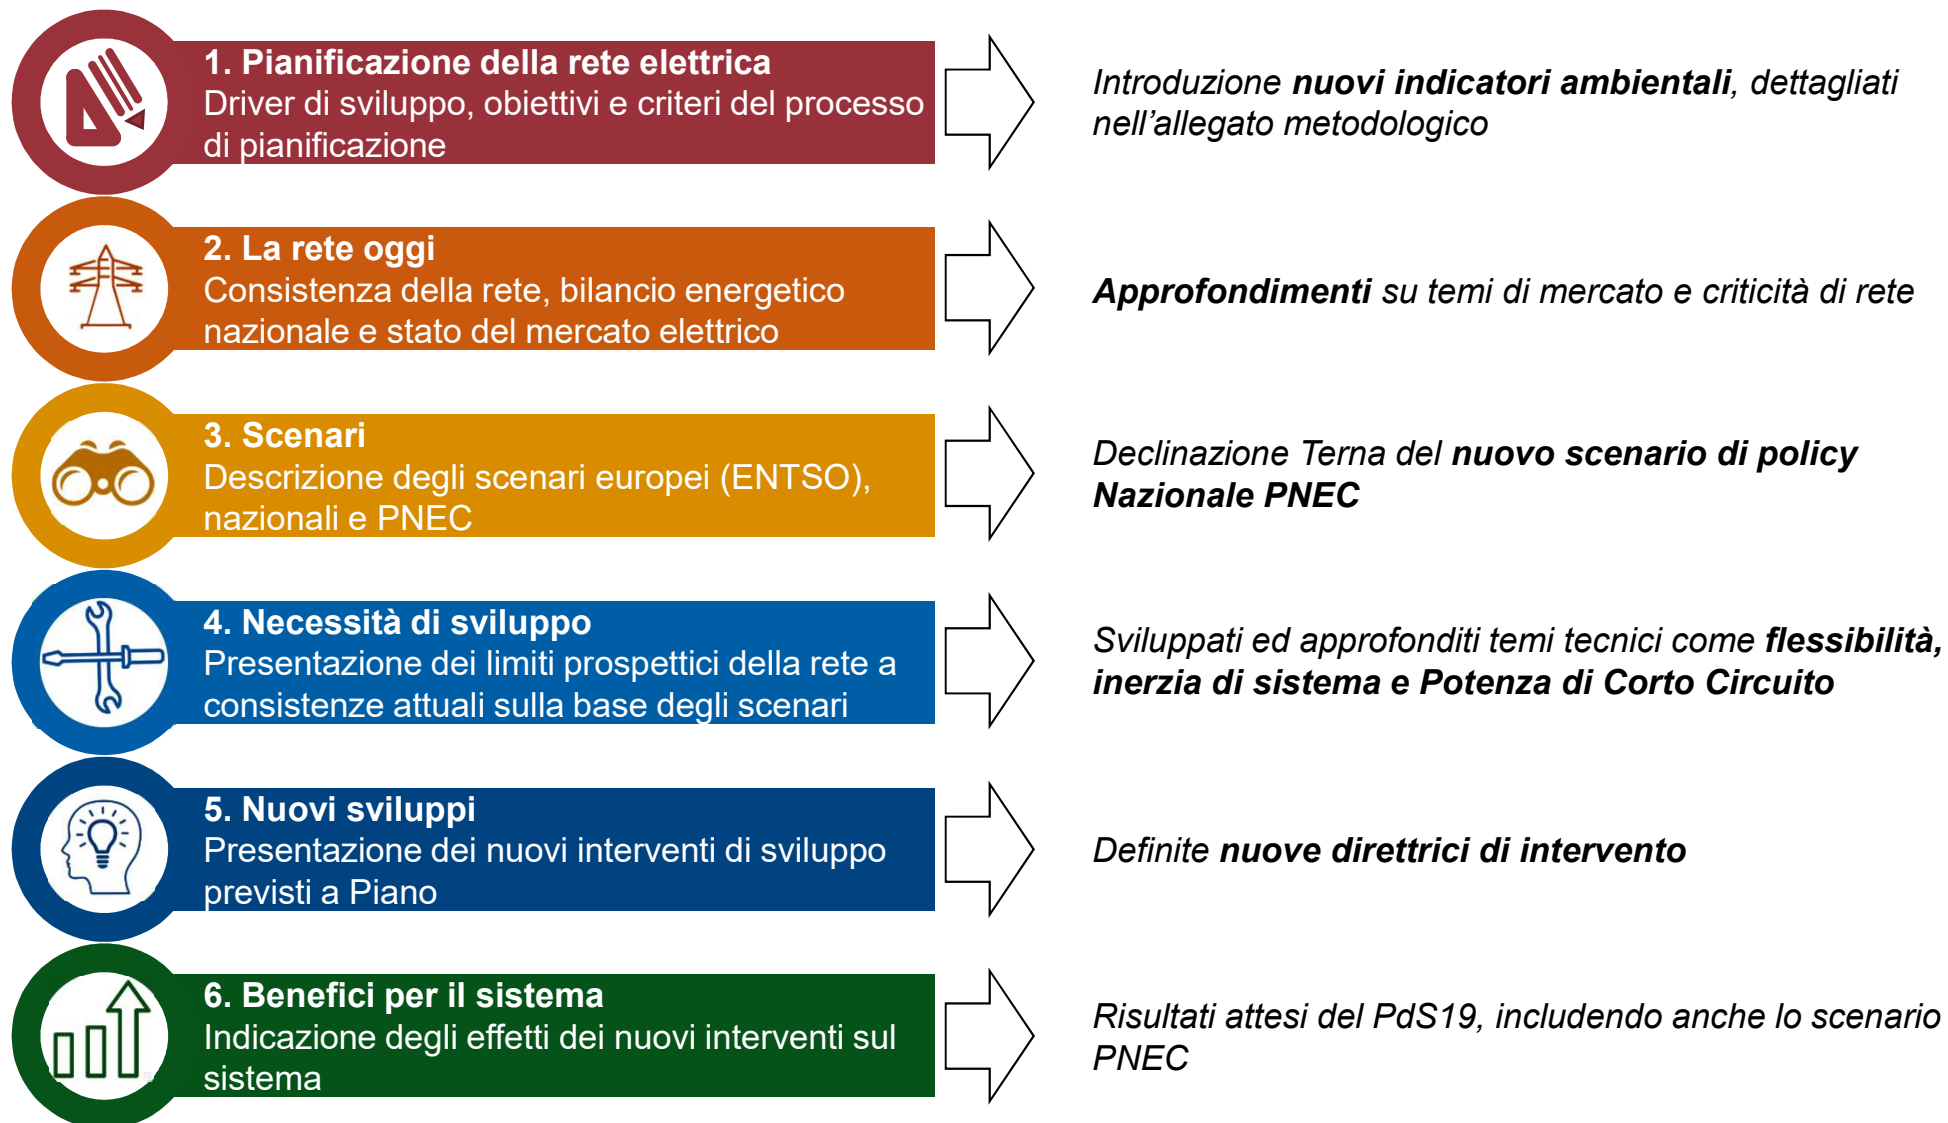 1. Pianificazione della rete elettrica
Driver di sviluppo, obiettivi e criteri del processo
di pianificazione
Introduzione nuovi indicatori ambientali, dettagliati
nell’allegato metodologico
2. La rete oggi
Consistenza della rete, bilancio energetico
nazionale e stato del mercato elettrico
Approfondimenti su temi di mercato e criticità di rete
3. Scenari
Descrizione degli scenari europei (ENTSO),
nazionali e PNEC
Declinazione Terna del nuovo scenario di policy
Nazionale PNEC
4. Necessità di sviluppo
Presentazione dei limiti prospettici della rete a
consistenze attuali sulla base degli scenari
Sviluppati ed approfonditi temi tecnici come flessibilità,
inerzia di sistema e Potenza di Corto Circuito
5. Nuovi sviluppi
Presentazione dei nuovi interventi di sviluppo
previsti a Piano
Definite nuove direttrici di intervento
6. Benefici per il sistema
Indicazione degli effetti dei nuovi interventi sul
sistema
Risultati attesi del PdS19, includendo anche lo scenario
PNEC